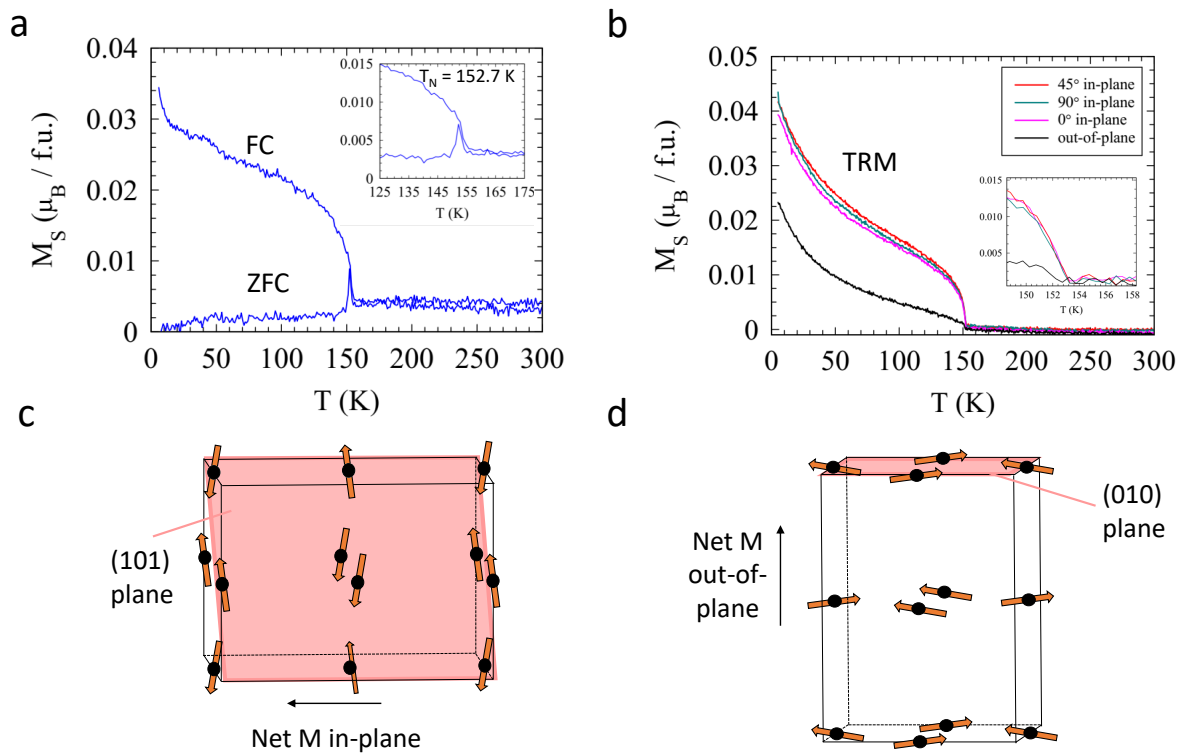 a
M_S (μ_B / f.u.)
0.04
0.03
0.02
0.01
0
FC
ZFC
0 50 100 150 200 250 300
T (K)
T_N = 152.7 K
0.015
0.010
0.005
0
125 135 145 155 165 175
T (K)
b
M_S (μ_B / f.u.)
0.05
0.04
0.03
0.02
0.01
0
TRM
45° in-plane
90° in-plane
0° in-plane
out-of-plane
0.015
0.010
0.005
150 152 154 156 158
T (K)
0 50 100 150 200 250 300
T (K)
c
(101)
plane
Net M in-plane
d
(010)
plane
Net M
out-of-
plane